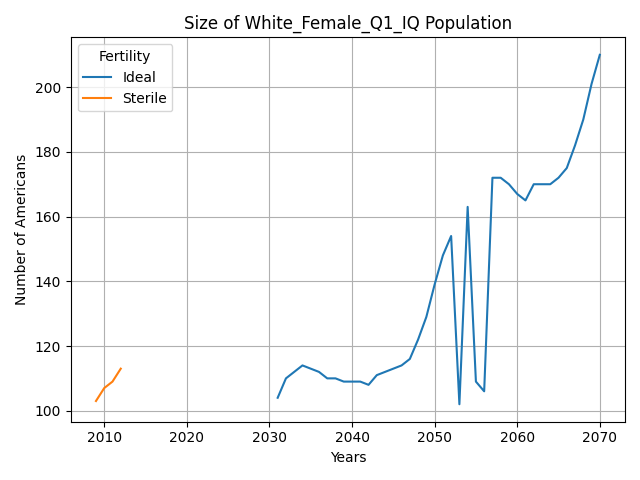 Size of White_Female_Q1_IQ Population
Fertility
Ideal
Sterile
Number of Americans
200
180
160
140
120
100
2010
2020
2030
2040
2050
2060
2070
Years